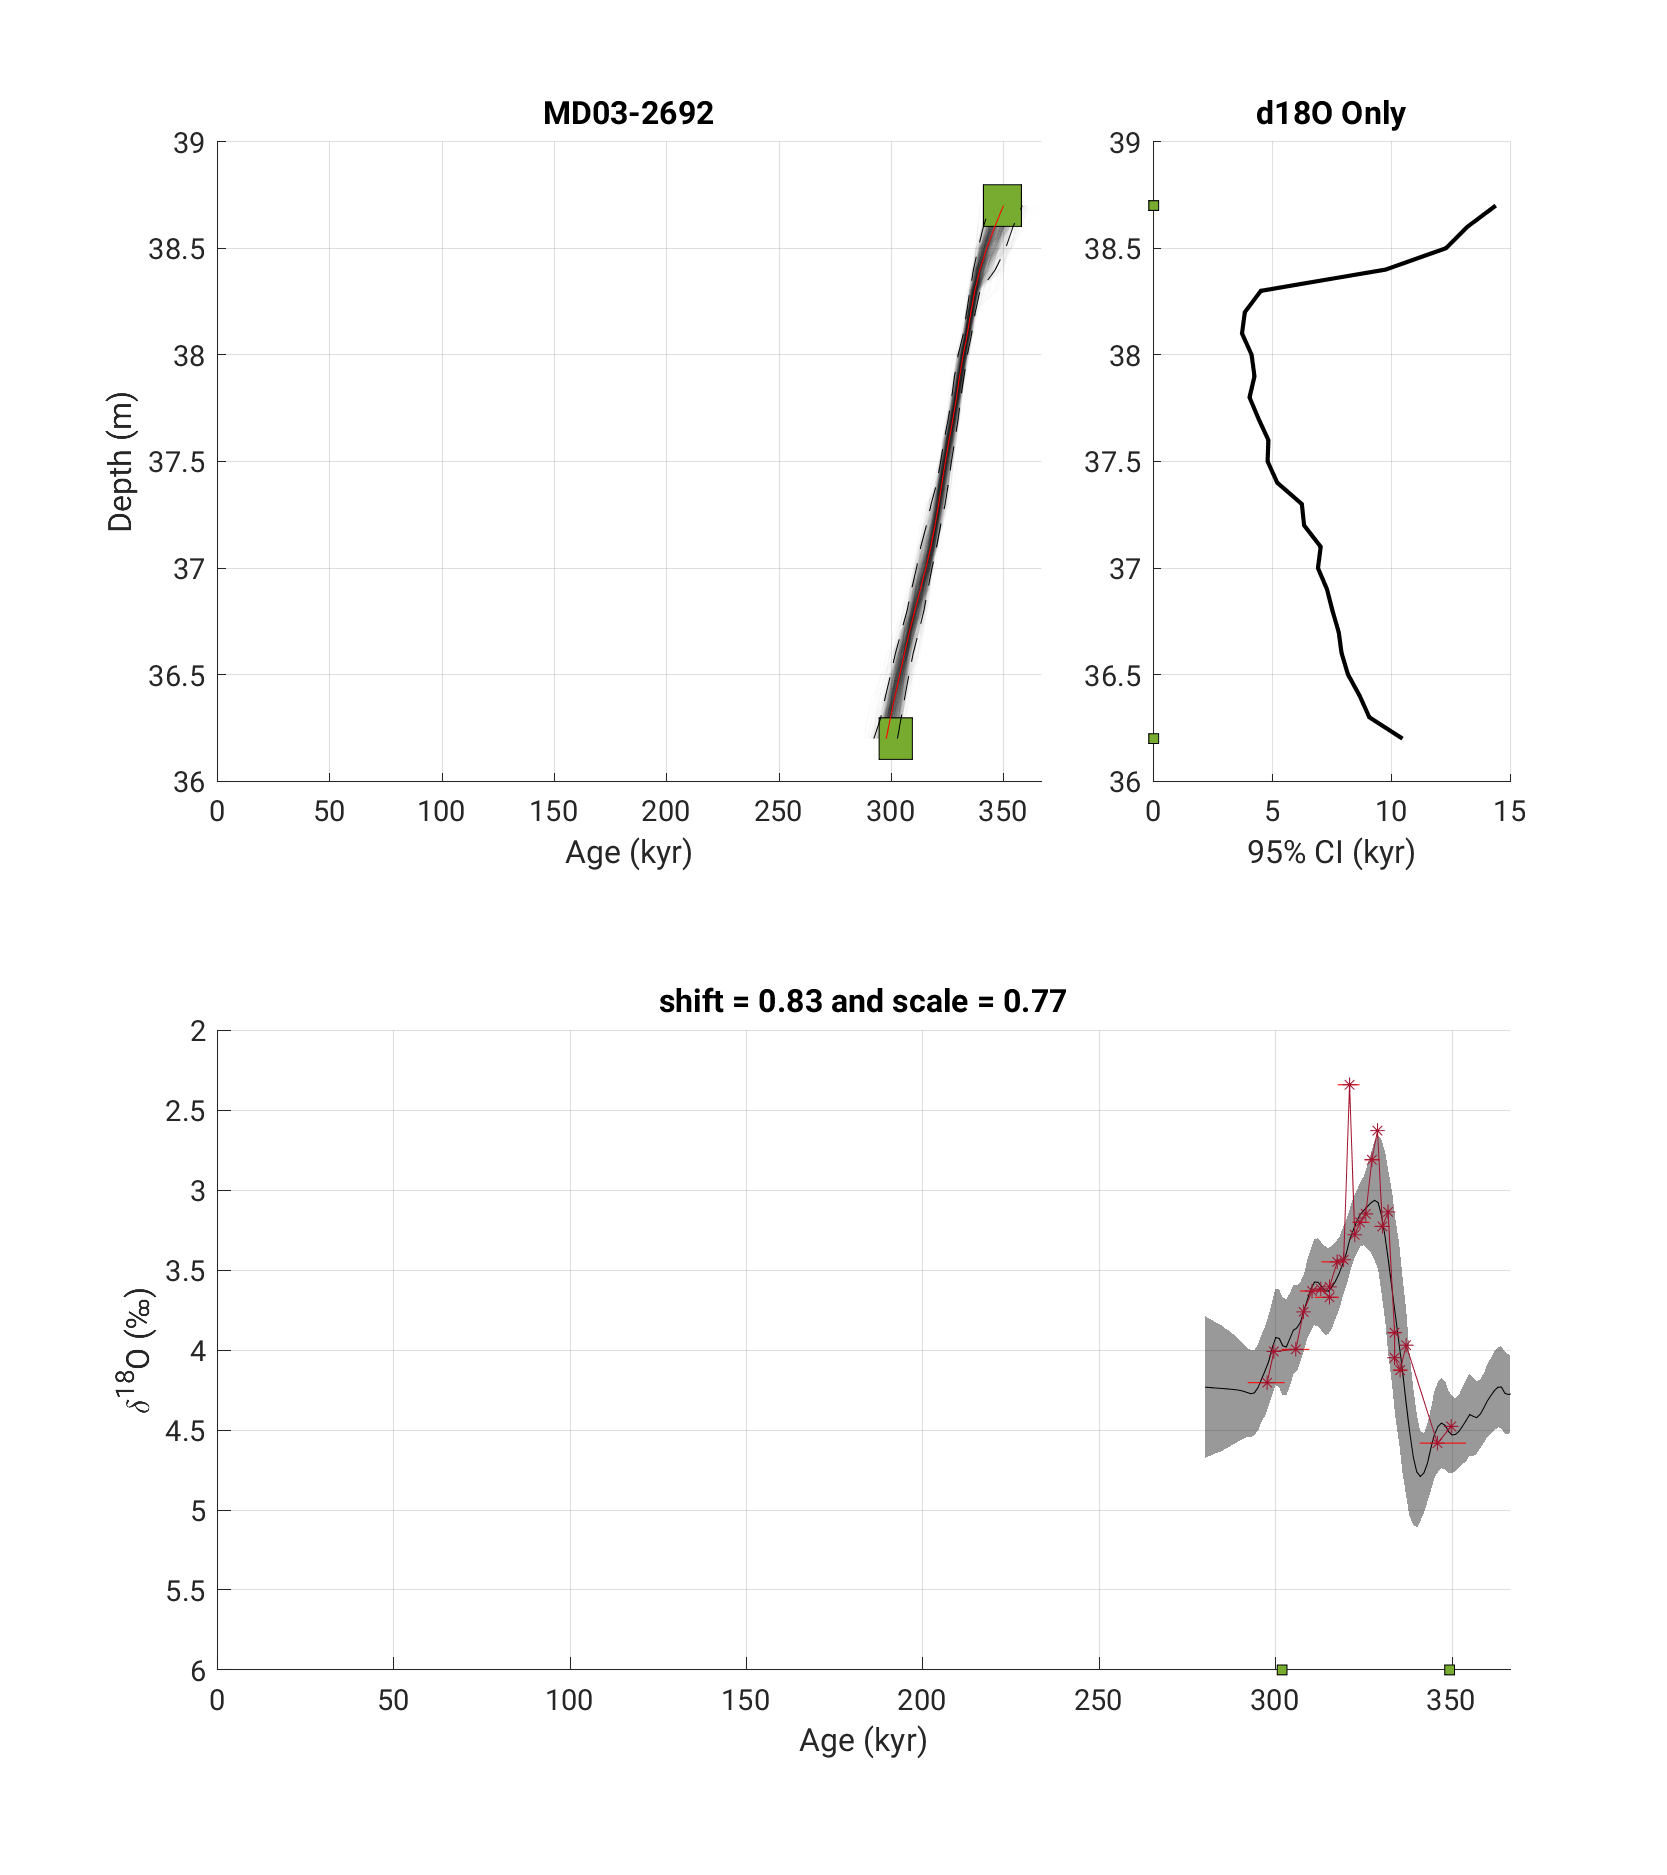 MD03-2692
39
38.5
38
37.5
37
36.5
36
Depth (m)
0 50 100 150 200 250 300 350
Age (kyr)
d18O Only
39
38.5
38
37.5
37
36.5
36
0 5 10 15
95% CI (kyr)
shift = 0.83 and scale = 0.77
2
2.5
3
3.5
4
4.5
5
5.5
6
δ18O (‰)
0 50 100 150 200 250 300 350
Age (kyr)